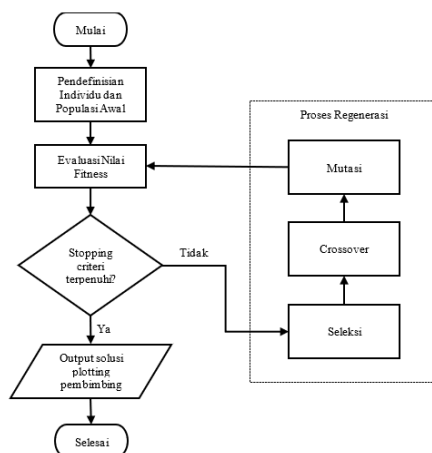 Mulai
Pendefinisian
Individu dan
Populasi Awal
Proses Regenerasi
Evaluasi Nilai
Fitness
Mutasi
Stopping
criteri
terpenuhi?
Tidak
Crossover
Ya
Seleksi
Output solusi
plotting
pembimbing
Selesai